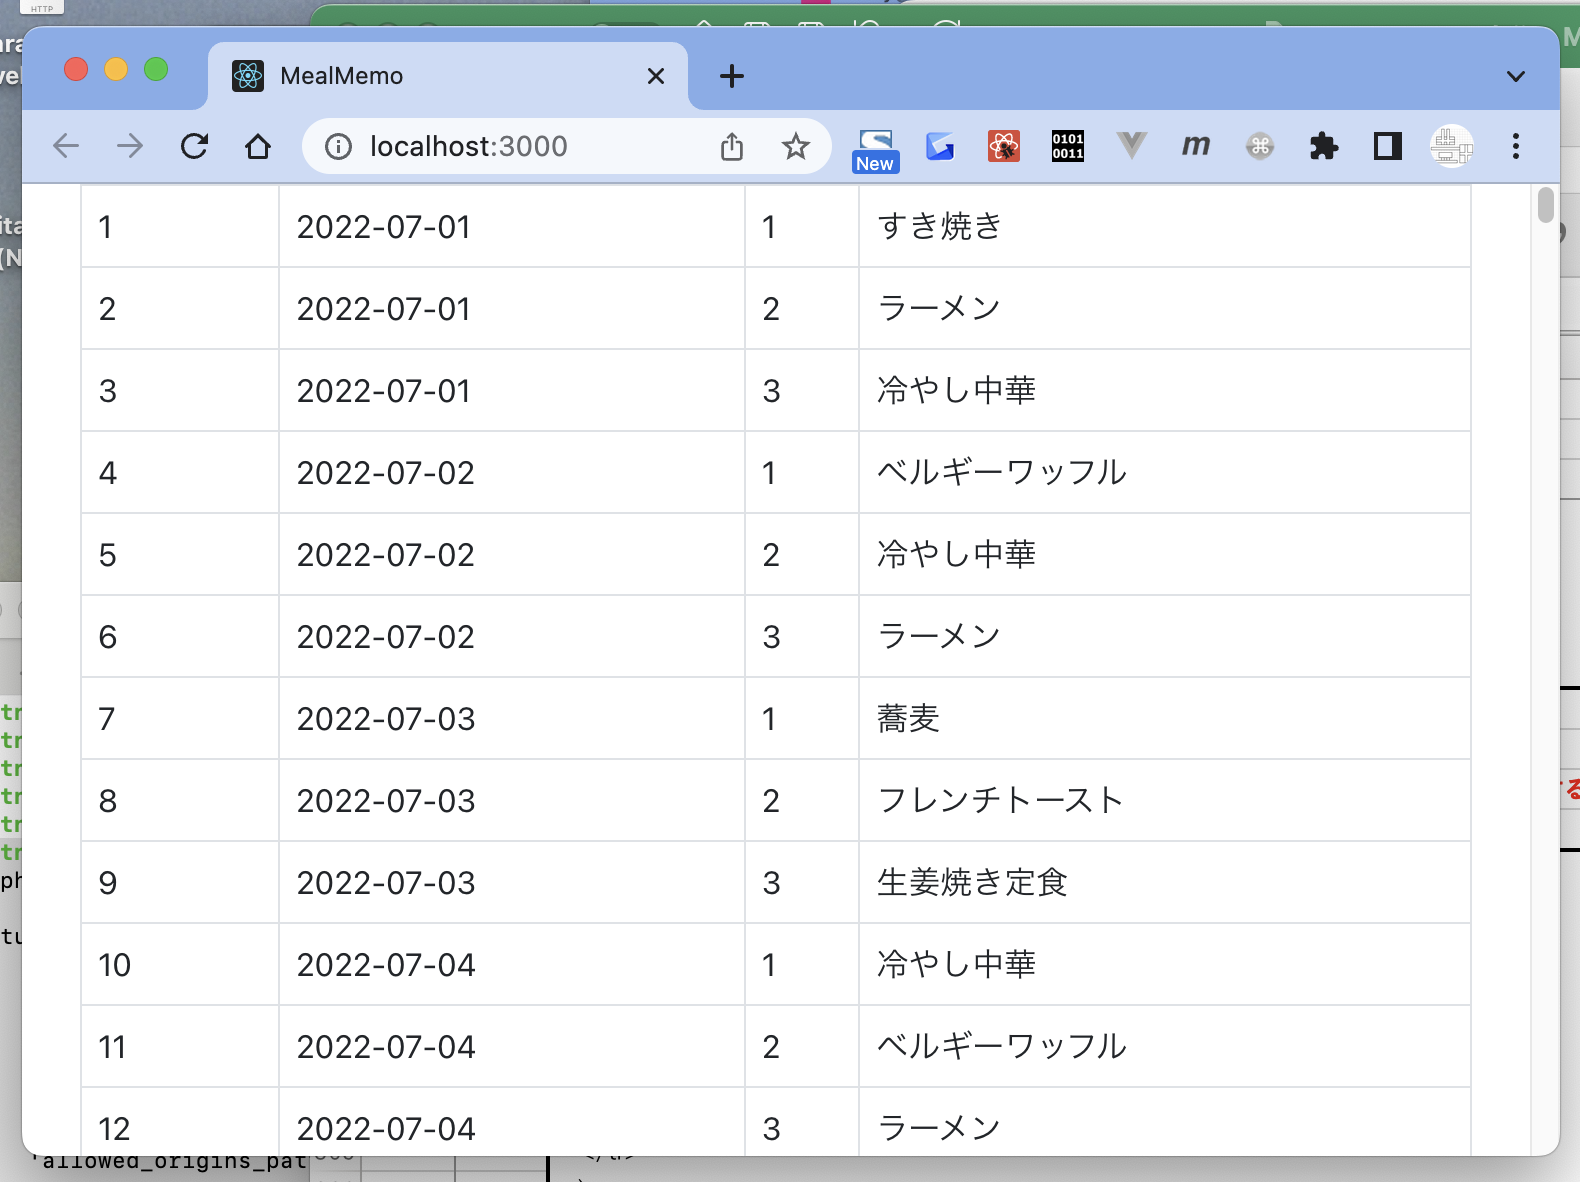 HTTP
MealMemo
localhost:3000
New
0101
0011
m
1 2022-07-01 1 すき焼き
2 2022-07-01 2 ラーメン
3 2022-07-01 3 冷やし中華
4 2022-07-02 1 ベルギーワッフル
5 2022-07-02 2 冷やし中華
6 2022-07-02 3 ラーメン
7 2022-07-03 1 蕎麦
8 2022-07-03 2 フレンチトースト
9 2022-07-03 3 生姜焼き定食
10 2022-07-04 1 冷やし中華
11 2022-07-04 2 ベルギーワッフル
12 2022-07-04 3 ラーメン
'allowed_origins_pat